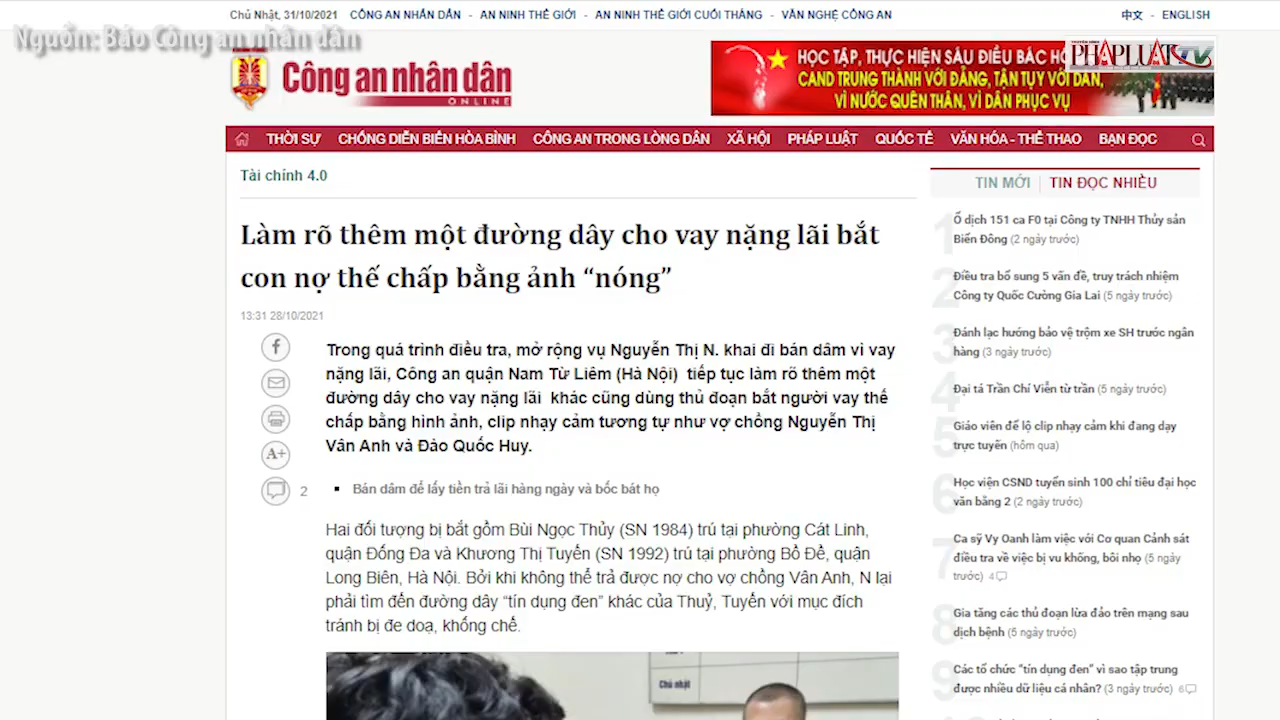 Chủ Nhật, 31/10/2021 CÔNG AN NHÂN DÂN - AN NINH THẾ GIỚI - AN NINH THẾ GIỚI CUỐI THÁNG - VĂN NGHỆ CÔNG AN 中文 - ENGLISH
Nguồn: Báo Công an nhân dân
Công an nhân dân
ONLINE
HỌC TẬP, THỰC HIỆN SÁU ĐIỀU BÁC
CAND TRUNG THÀNH VỚI ĐẢNG, TẬN TỤY VỚI DÂN,
VÌ NƯỚC QUÊN THÂN, VÌ DÂN PHỤC VỤ
PHÁPLUẬT TV
THỜI SỰ CHỐNG DIỄN BIẾN HÒA BÌNH CÔNG AN TRONG LÒNG DÂN XÃ HỘI PHÁP LUẬT QUỐC TẾ VĂN HÓA - THỂ THAO BẠN ĐỌC
Tài chính 4.0
Làm rõ thêm một đường dây cho vay nặng lãi bắt
con nợ thế chấp bằng ảnh “nóng”
13:31 28/10/2021
Trong quá trình điều tra, mở rộng vụ Nguyễn Thị N. khai đi bán dâm vì vay
nặng lãi, Công an quận Nam Từ Liêm (Hà Nội) tiếp tục làm rõ thêm một
đường dây cho vay nặng lãi khác cũng dùng thủ đoạn bắt người vay thế
chấp bằng hình ảnh, clip nhạy cảm tương tự như vợ chồng Nguyễn Thị
Vân Anh và Đào Quốc Huy.
A+
2
Bán dâm để lấy tiền trả lãi hàng ngày và bốc bát họ
Hai đối tượng bị bắt gồm Bùi Ngọc Thủy (SN 1984) trú tại phường Cát Linh,
quận Đống Đa và Khương Thị Tuyến (SN 1992) trú tại phường Bồ Đề, quận
Long Biên, Hà Nội. Bởi khi không thể trả được nợ cho vợ chồng Vân Anh, N lại
phải tìm đến đường dây “tín dụng đen” khác của Thuỷ, Tuyến với mục đích
tránh bị đe doạ, khống chế.
Chủ nhật
TIN MỚI TIN ĐỌC NHIỀU
1 Ổ dịch 151 ca F0 tại Công ty TNHH Thủy sản
Biển Đông (2 ngày trước)
2 Điều tra bổ sung 5 vấn đề, truy trách nhiệm
Công ty Quốc Cường Gia Lai (5 ngày trước)
3 Đánh lạc hướng bảo vệ trộm xe SH trước ngân
hàng (3 ngày trước)
4 Đại tá Trần Chí Viễn từ trần (5 ngày trước)
5 Giáo viên để lộ clip nhạy cảm khi đang dạy
trực tuyến (hôm qua)
6 Học viện CSND tuyển sinh 100 chỉ tiêu đại học
văn bằng 2 (2 ngày trước)
7 Ca sỹ Vy Oanh làm việc với Cơ quan Cảnh sát
điều tra về việc bị vu khống, bôi nhọ (5 ngày
trước) 4
8 Gia tăng các thủ đoạn lừa đảo trên mạng sau
dịch bệnh (5 ngày trước)
9 Các tổ chức “tín dụng đen” vì sao tập trung
được nhiều dữ liệu cá nhân? (3 ngày trước) 6